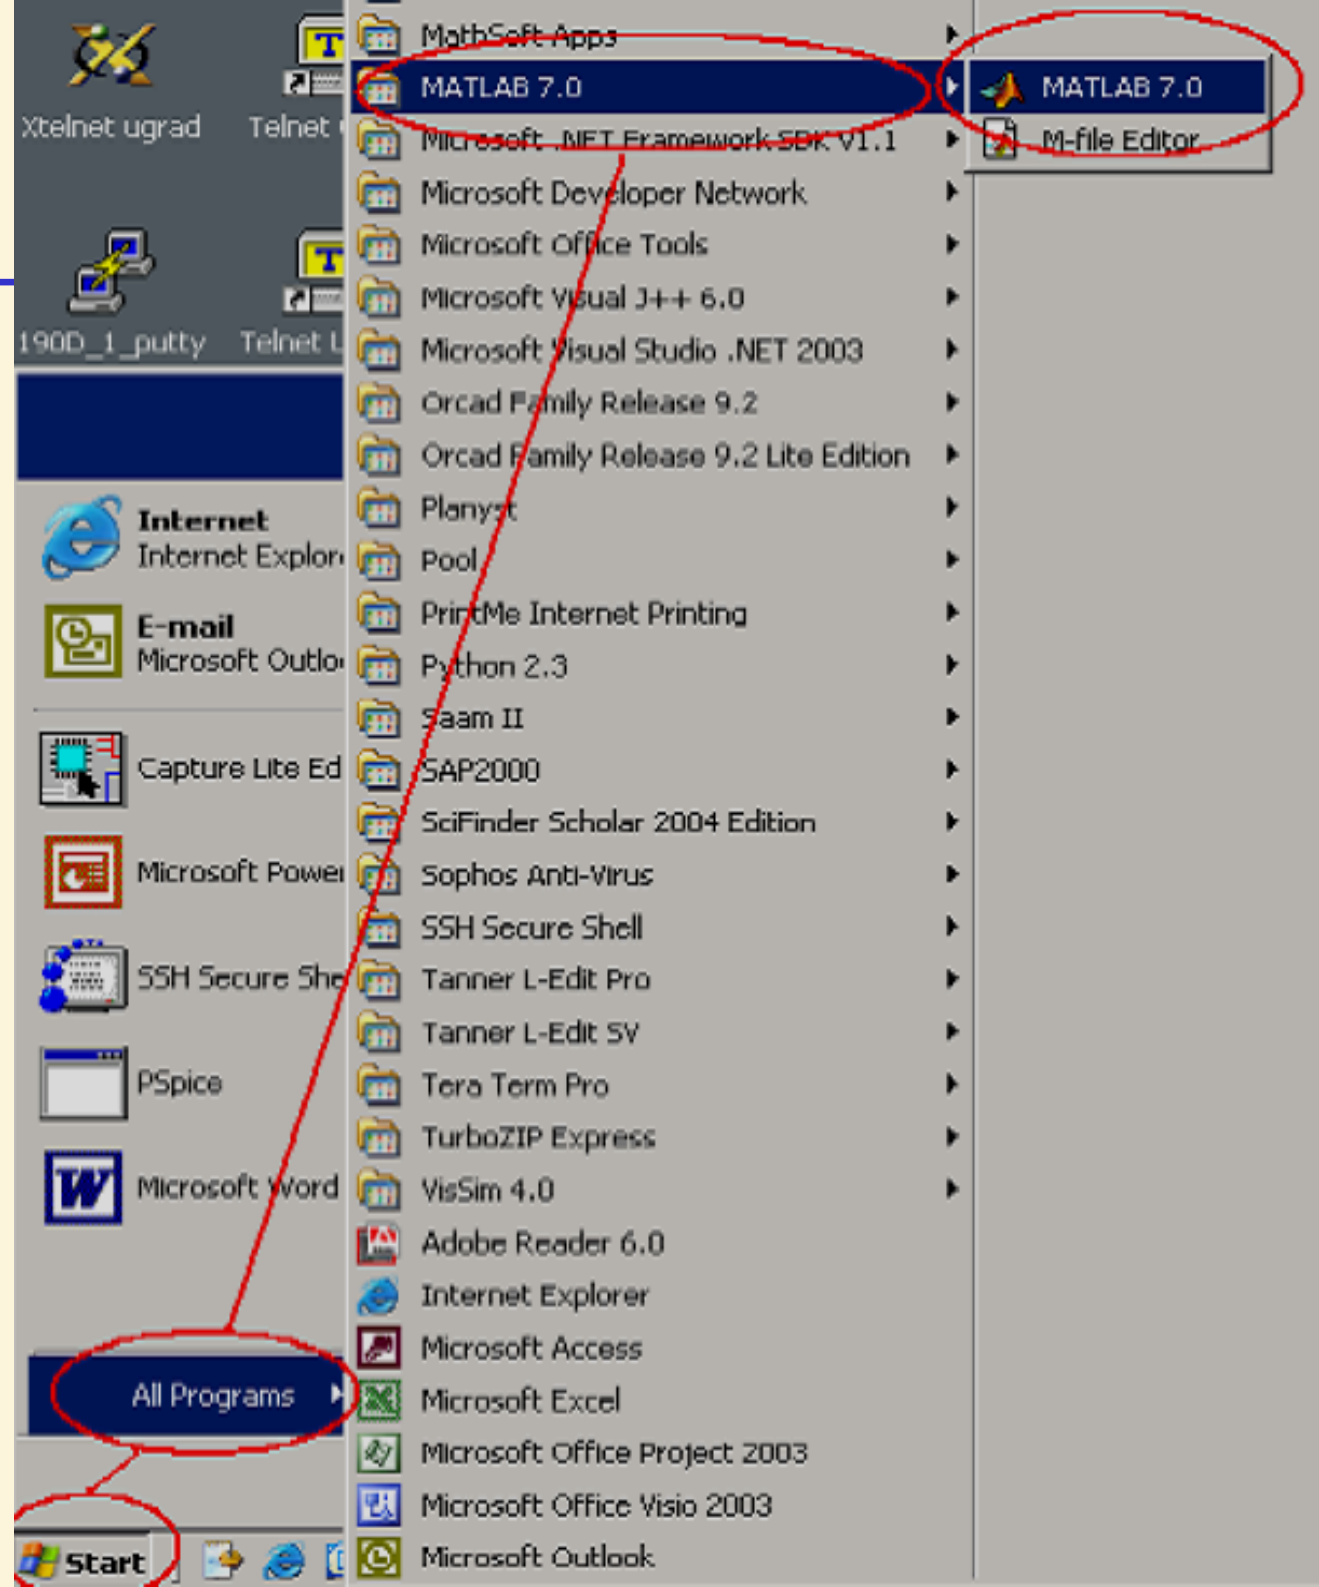 Xtelnet ugrad
Telnet
190D_1_putty
Telnet L
Internet
Internet Explor
E-mail
Microsoft Outlo
Capture Lite Ed
Microsoft Power
SSH Secure She
PSpice
Microsoft Word
All Programs
Start
MathSoft Apps
MATLAB 7.0
Microsoft .NET Framework SDK v1.1
Microsoft Developer Network
Microsoft Office Tools
Microsoft Visual J++ 6.0
Microsoft Visual Studio .NET 2003
Orcad Family Release 9.2
Orcad Family Release 9.2 Lite Edition
Planyst
Pool
PrintMe Internet Printing
Python 2.3
Saam II
SAP2000
SciFinder Scholar 2004 Edition
Sophos Anti-Virus
SSH Secure Shell
Tanner L-Edit Pro
Tanner L-Edit SV
Tera Term Pro
TurboZIP Express
VisSim 4.0
Adobe Reader 6.0
Internet Explorer
Microsoft Access
Microsoft Excel
Microsoft Office Project 2003
Microsoft Office Visio 2003
Microsoft Outlook
MATLAB 7.0
M-file Editor